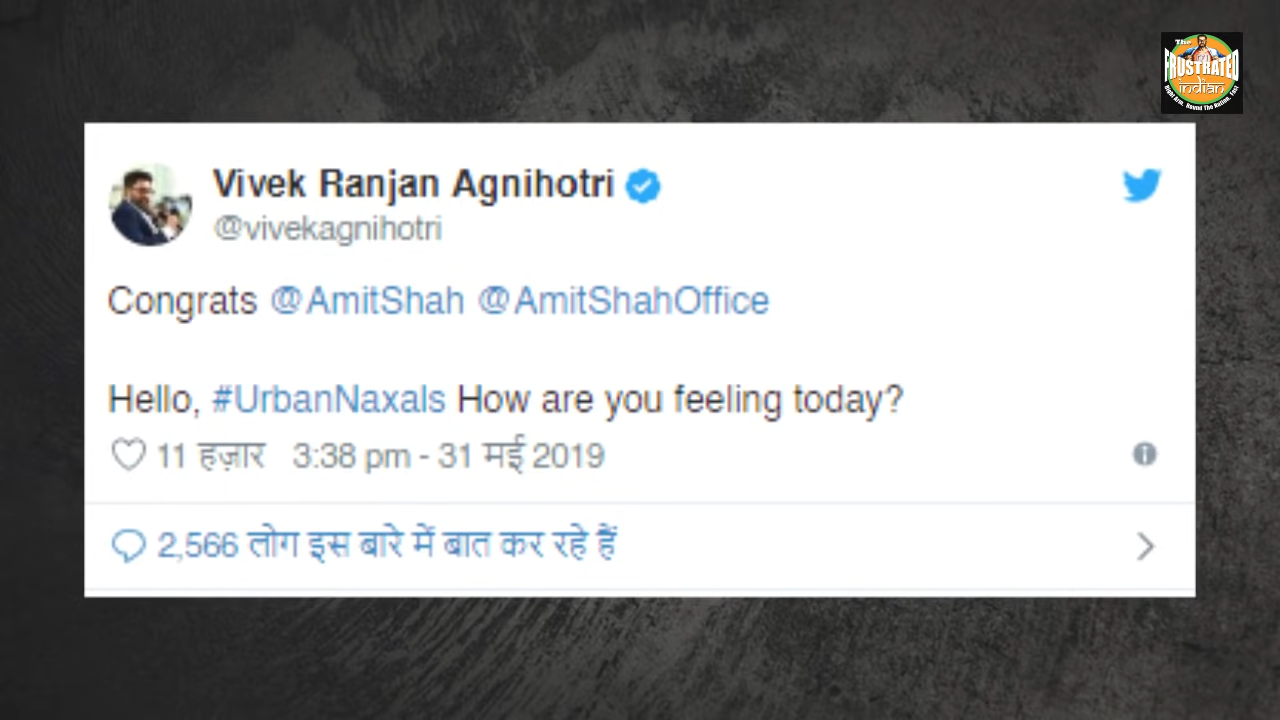 The
FRUSTRATED
indian
Vivek Ranjan Agnihotri
@vivekagnihotri
Congrats @AmitShah @AmitShahOffice
Hello, #UrbanNaxals How are you feeling today?
11 हज़ार 3:38 pm - 31 मई 2019
2,566 लोग इस बारे में बात कर रहे हैं